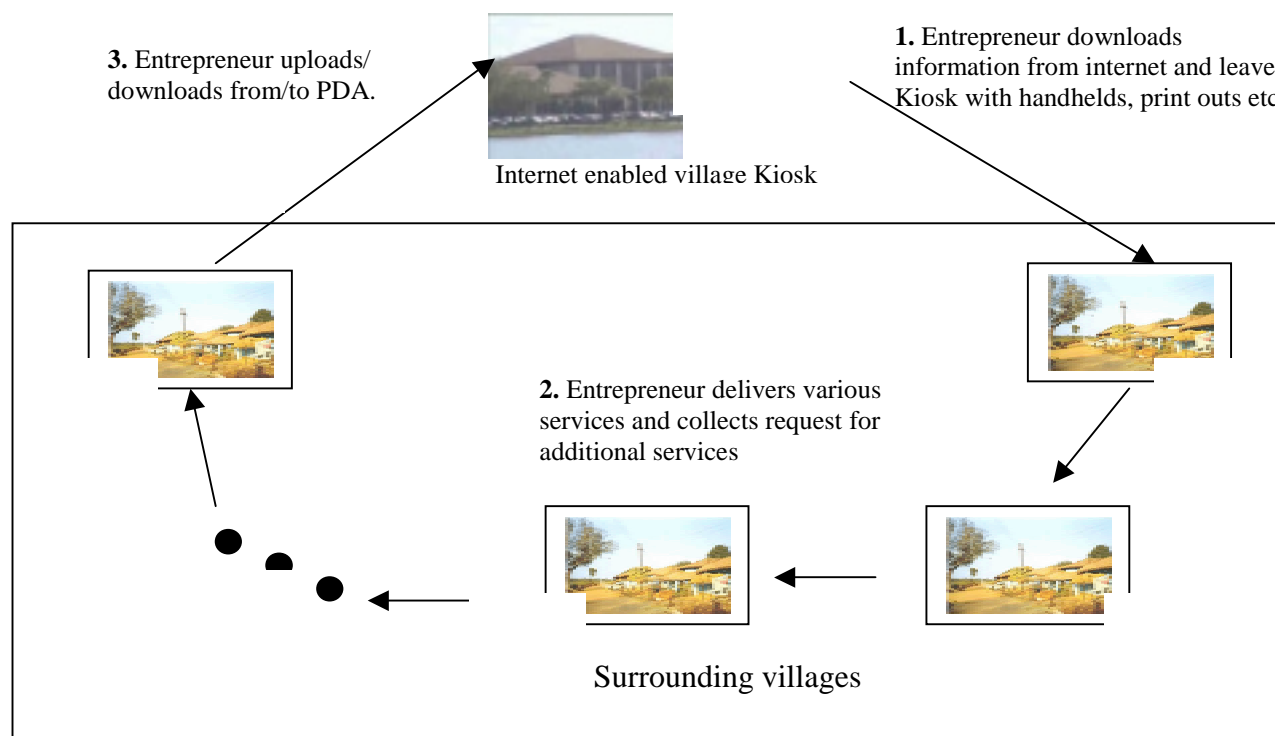 3. Entrepreneur uploads/
downloads from/to PDA.
Internet enabled village Kiosk
1. Entrepreneur downloads
information from internet and leave
Kiosk with handhelds, print outs etc
2. Entrepreneur delivers various
services and collects request for
additional services
Surrounding villages